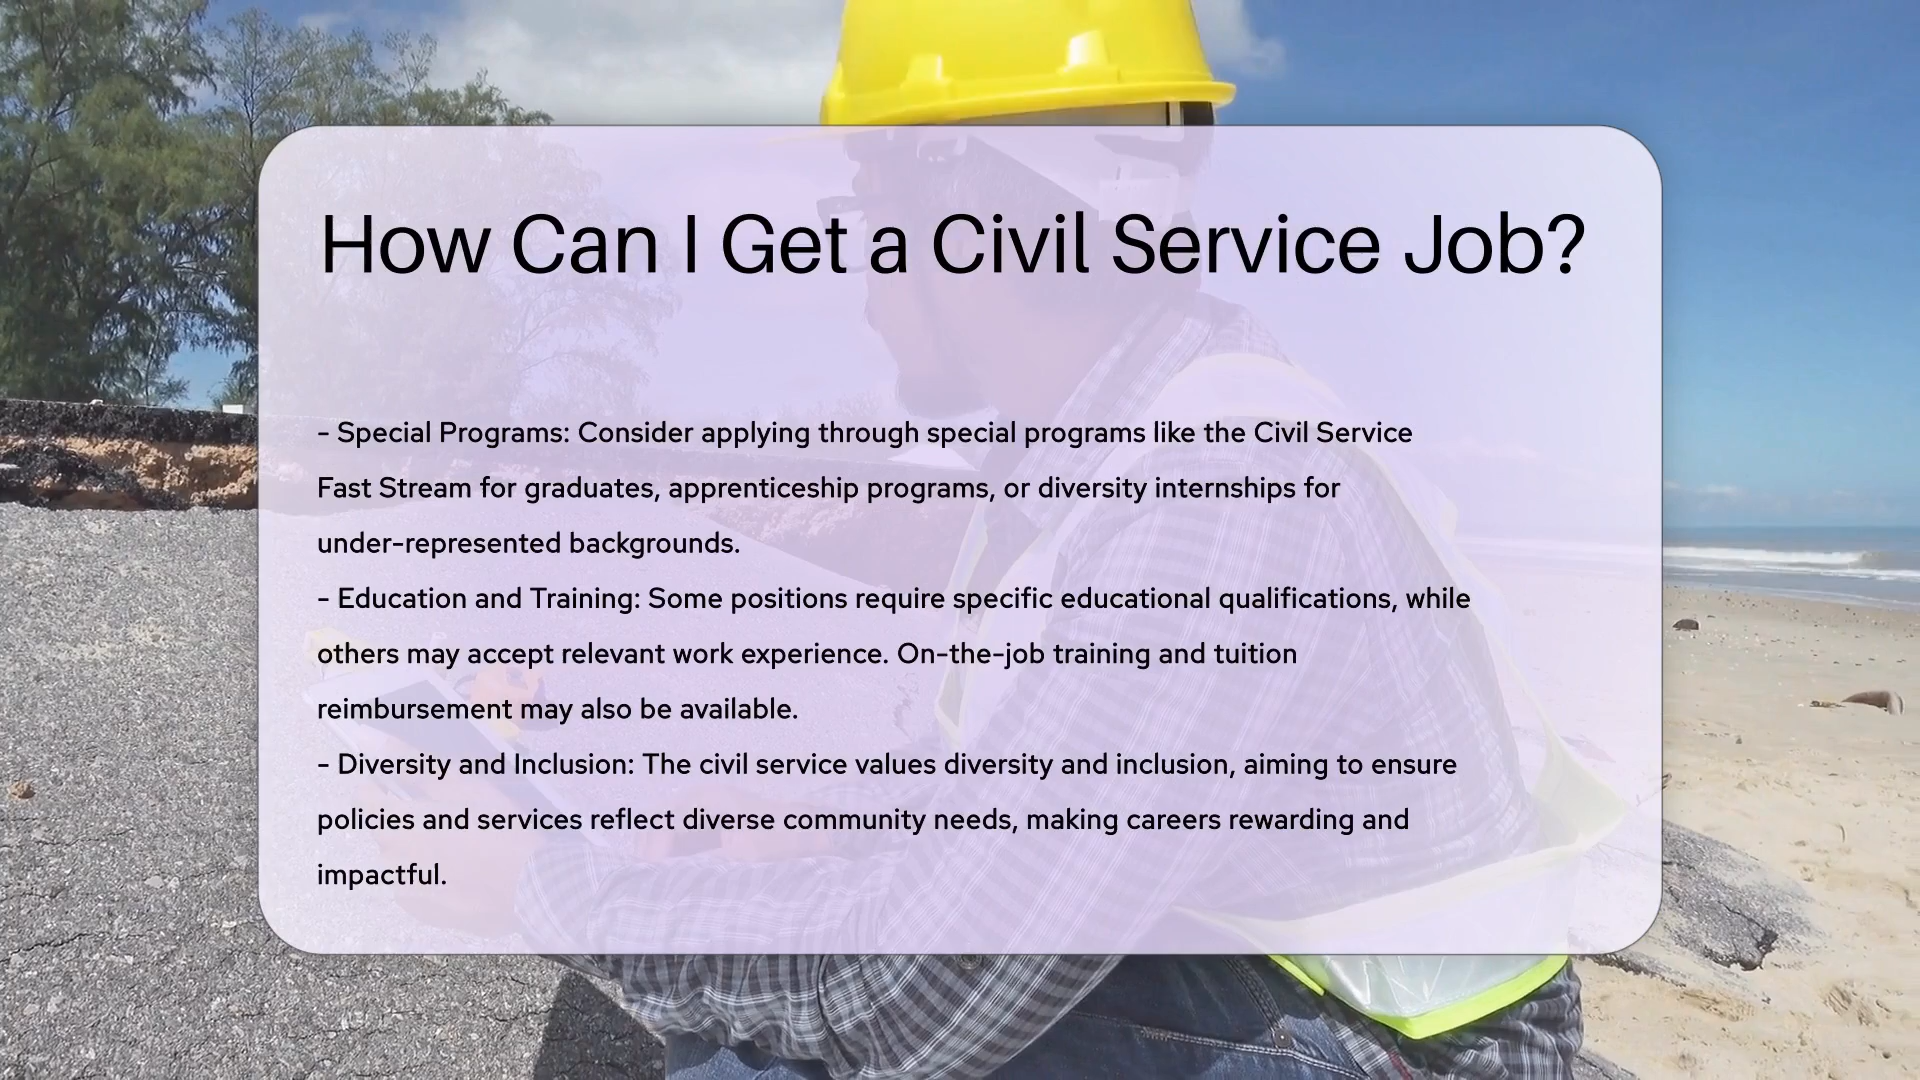 How Can I Get a Civil Service Job?
- Special Programs: Consider applying through special programs like the Civil Service
Fast Stream for graduates, apprenticeship programs, or diversity internships for
under-represented backgrounds.
- Education and Training: Some positions require specific educational qualifications, while
others may accept relevant work experience. On-the-job training and tuition
reimbursement may also be available.
- Diversity and Inclusion: The civil service values diversity and inclusion, aiming to ensure
policies and services reflect diverse community needs, making careers rewarding and
impactful.